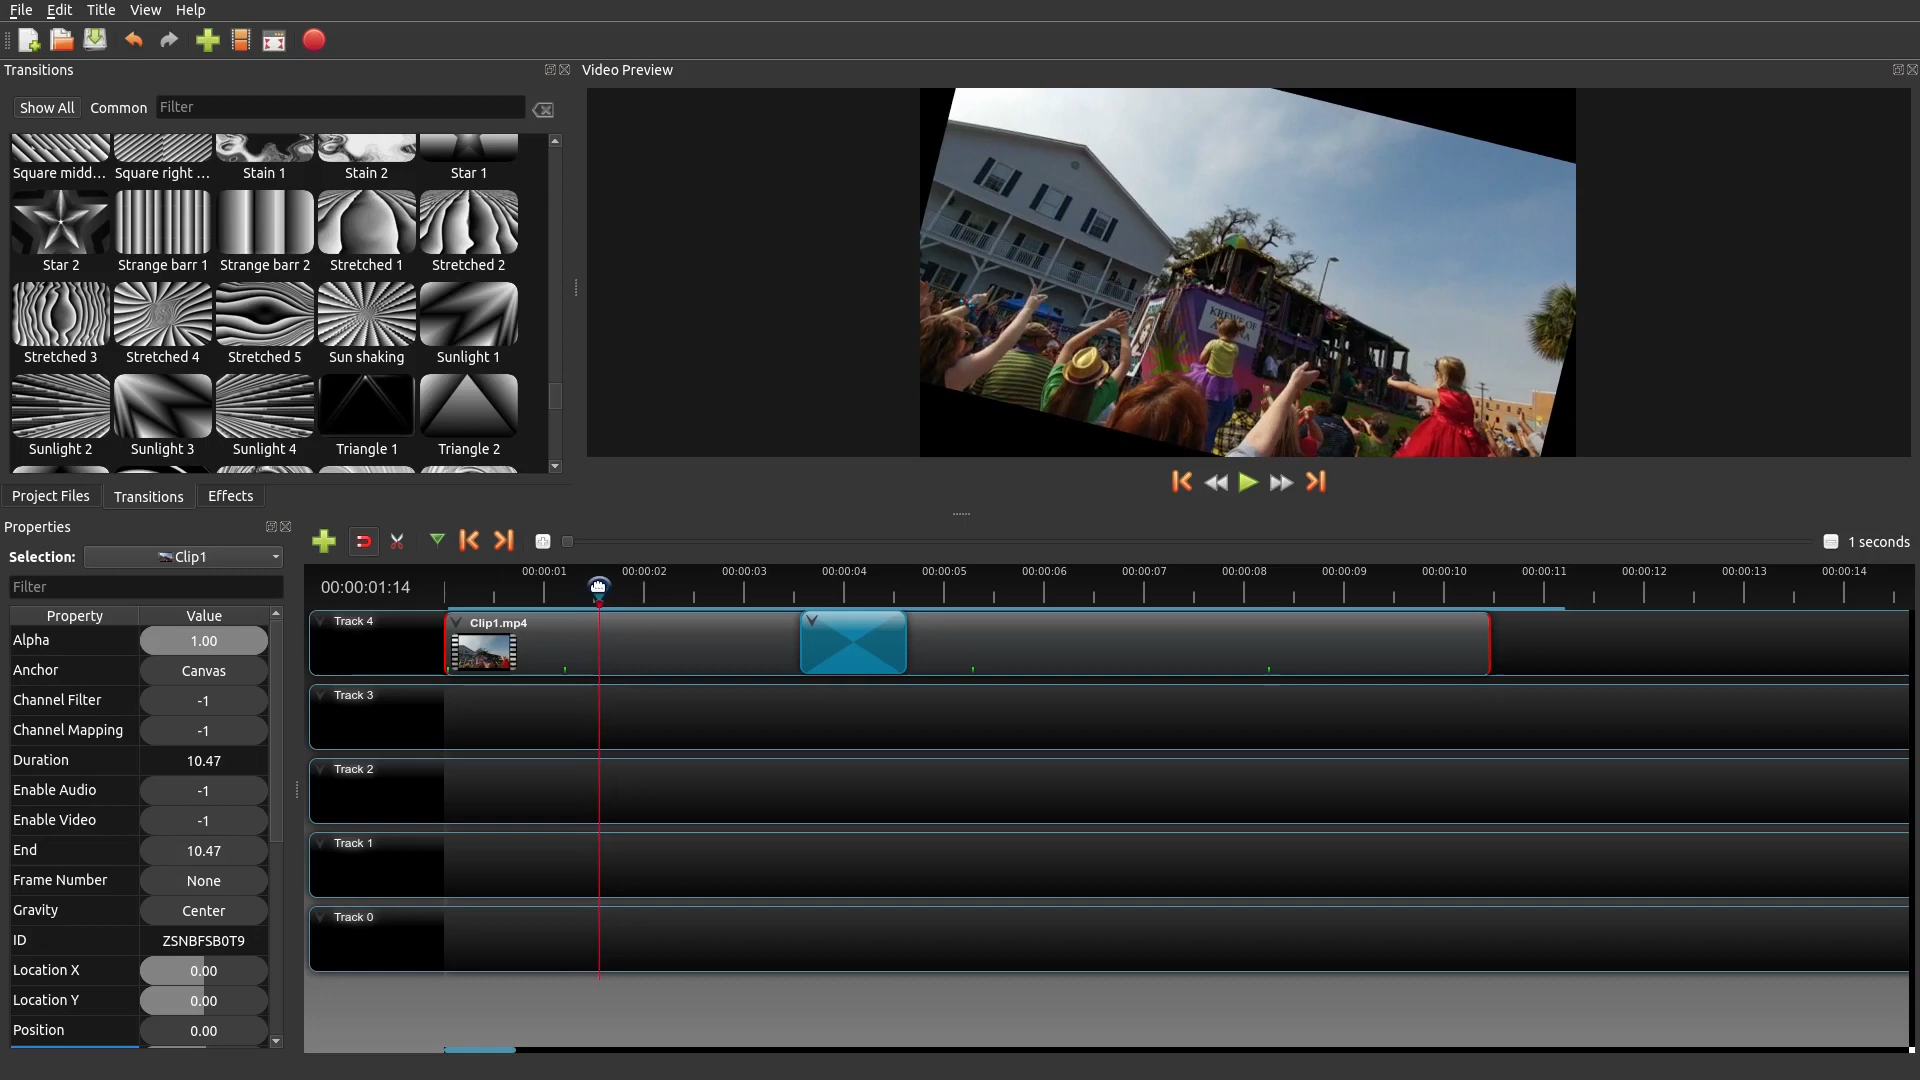 File Edit Title View Help
Transitions
Video Preview
Show All Common Filter
Square midd... Square right ... Stain 1 Stain 2 Star 1
Star 2 Strange barr 1 Strange barr 2 Stretched 1 Stretched 2
Stretched 3 Stretched 4 Stretched 5 Sun shaking Sunlight 1
Sunlight 2 Sunlight 3 Sunlight 4 Triangle 1 Triangle 2
KREWE OF
Project Files Transitions Effects
Properties
Selection: Clip1
Filter
Property Value
Alpha 1.00
Anchor Canvas
Channel Filter -1
Channel Mapping -1
Duration 10.47
Enable Audio -1
Enable Video -1
End 10.47
Frame Number None
Gravity Center
ID ZSNBFSB0T9
Location X 0.00
Location Y 0.00
Position 0.00
1 seconds
00:00:01:14
00:00:01 00:00:02 00:00:03 00:00:04 00:00:05 00:00:06 00:00:07 00:00:08 00:00:09 00:00:10 00:00:11 00:00:12 00:00:13 00:00:14
Track 4 Clip1.mp4
Track 3
Track 2
Track 1
Track 0